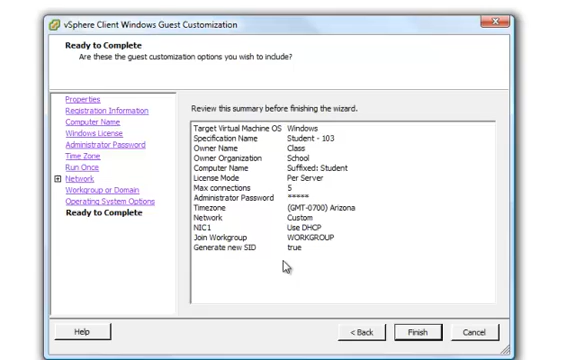 vSphere Client Windows Guest Customization
Ready to Complete
Are these the guest customization options you wish to include?
Properties
Registration Information
Computer Name
Windows License
Administrator Password
Time Zone
Run Once
Network
Workgroup or Domain
Operating System Options
Ready to Complete
Review this summary before finishing the wizard.
Target Virtual Machine OS Windows
Specification Name Student - 103
Owner Name Class
Owner Organization School
Computer Name Suffixed: Student
License Mode Per Server
Max connections 5
Administrator Password *****
Timezone (GMT-0700) Arizona
Network Custom
NIC1 Use DHCP
Join Workgroup WORKGROUP
Generate new SID true
Help
< Back
Finish
Cancel